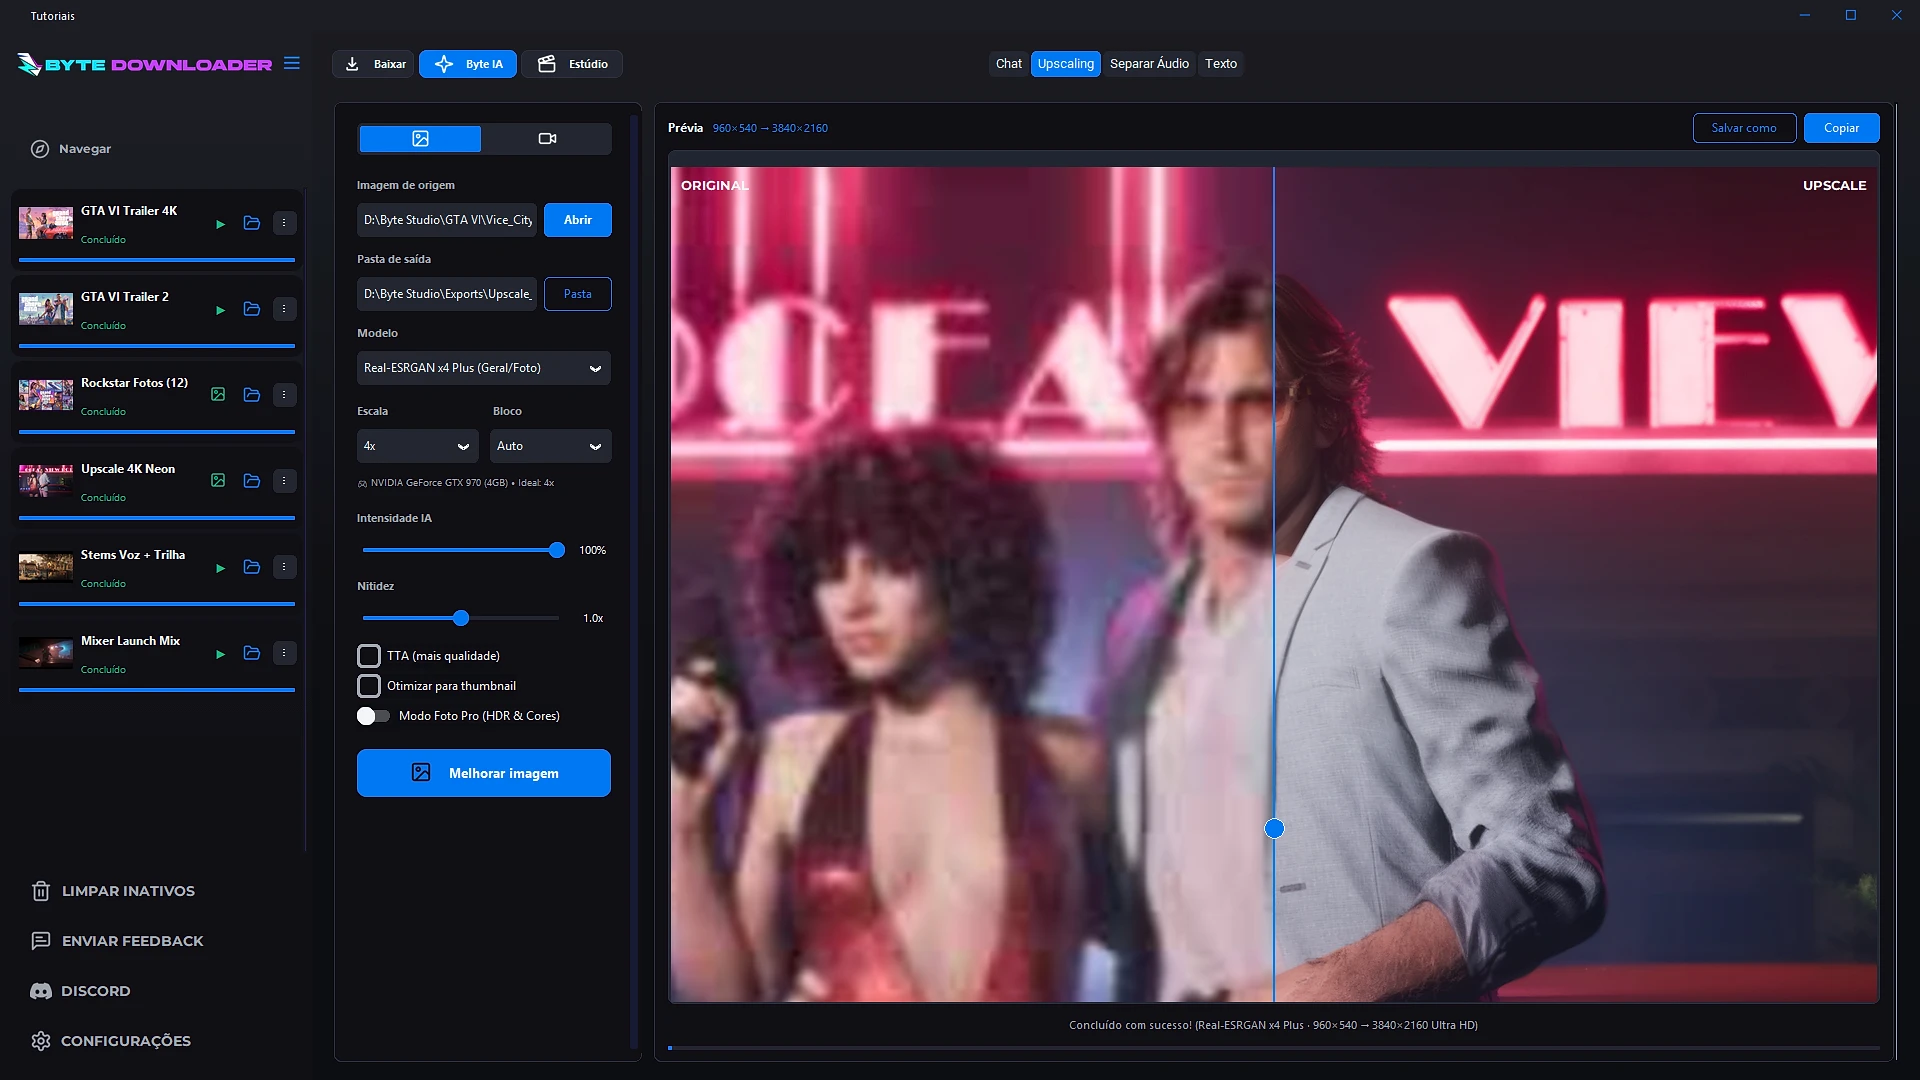 Tutoriais
BYTE DOWNLOADER
Baixar
Byte IA
Estúdio
Chat
Upscaling
Separar Áudio
Texto
Navegar
GTA VI Trailer 4K
Concluído
GTA VI Trailer 2
Concluído
Rockstar Fotos (12)
Concluído
Upscale 4K Neon
Concluído
Stems Voz + Trilha
Concluído
Mixer Launch Mix
Concluído
LIMPAR INATIVOS
ENVIAR FEEDBACK
DISCORD
CONFIGURAÇÕES
Imagem de origem
D:\Byte Studio\GTA VI\Vice_City
Abrir
Pasta de saída
D:\Byte Studio\Exports\Upscale_
Pasta
Modelo
Real-ESRGAN x4 Plus (Geral/Foto)
Escala
Bloco
4x
Auto
NVIDIA GeForce GTX 970 (4GB) • Ideal: 4x
Intensidade IA
100%
Nitidez
1.0x
TTA (mais qualidade)
Otimizar para thumbnail
Modo Foto Pro (HDR & Cores)
Melhorar imagem
Prévia 960×540 → 3840×2160
Salvar como
Copiar
ORIGINAL
UPSCALE
OCEAN VIEW
Concluído com sucesso! (Real-ESRGAN x4 Plus · 960×540 → 3840×2160 Ultra HD)